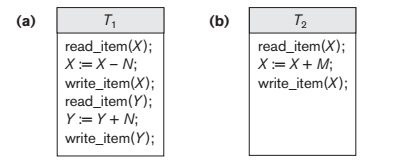 (a)
T1
read_item(X);
X := X – N;
write_item(X);
read_item(Y);
Y := Y + N;
write_item(Y);
(b)
T2
read_item(X);
X := X + M;
write_item(X);